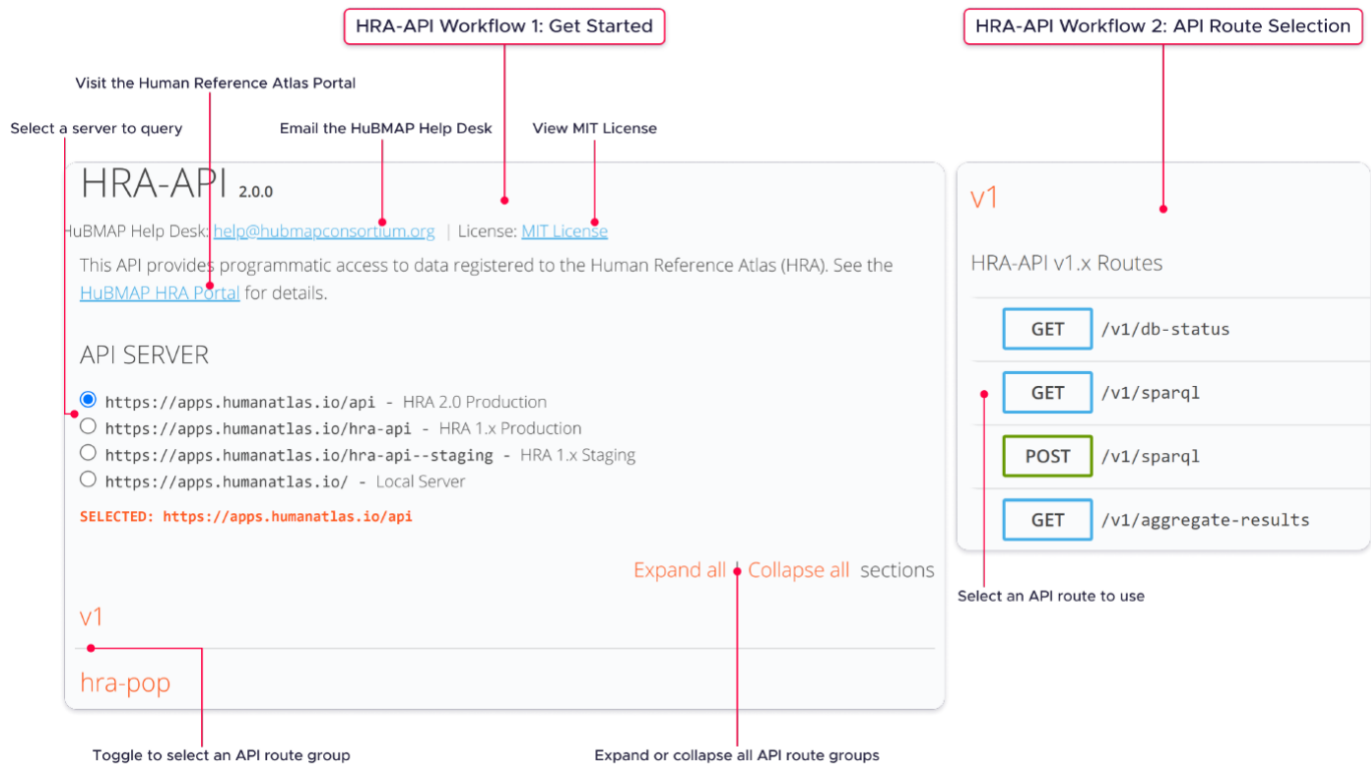 HRA-API Workflow 1: Get Started
HRA-API Workflow 2: API Route Selection
Visit the Human Reference Atlas Portal
Select a server to query
Email the HuBMAP Help Desk
View MIT License
HRA-API 2.0.0
HuBMAP Help Desk: help@hubmapconsortium.org | License: MIT License
This API provides programmatic access to data registered to the Human Reference Atlas (HRA). See the
HuBMAP HRA Portal for details.
API SERVER
https://apps.humanatlas.io/api - HRA 2.0 Production
https://apps.humanatlas.io/hra-api - HRA 1.x Production
https://apps.humanatlas.io/hra-api--staging - HRA 1.x Staging
https://apps.humanatlas.io/ - Local Server
SELECTED: https://apps.humanatlas.io/api
Expand all | Collapse all sections
v1
hra-pop
Toggle to select an API route group
Expand or collapse all API route groups
v1
HRA-API v1.x Routes
GET /v1/db-status
GET /v1/sparql
POST /v1/sparql
GET /v1/aggregate-results
Select an API route to use